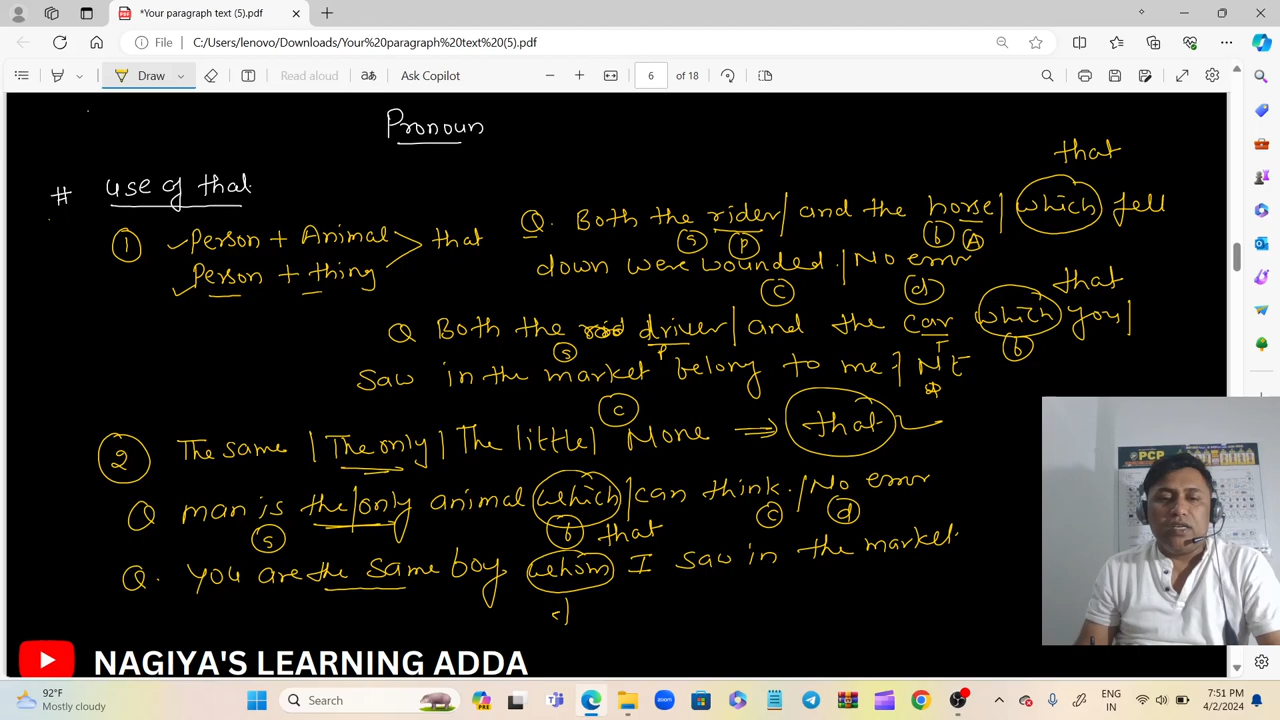 *Your paragraph text (5).pdf
File C:/Users/lenovo/Downloads/Your%20paragraph%20text%20(5).pdf
Draw Read aloud Ask Copilot 6 of 18
Pronoun
that
# use of that
Q. Both the rider/ and the horse/ which fell
(1) Person + Animal
Person + thing
that
(S) (P) (b) (A)
down were wounded./ No error
(c) (d)
that
Q Both the driver/ and the car which you/
(S) P T (b)
saw in the market belong to me/ NE
(c)
(2) The same | The only | The little | None ⇒ that
Q man is the/only animal which/can think./No error
(S) (b) that (c) (d)
Q. You are the same boy whom I saw in the market.
NAGIYA'S LEARNING ADDA
PCP
92°F
Mostly cloudy
Search
zoom
ENG
IN
7:51 PM
4/2/2024